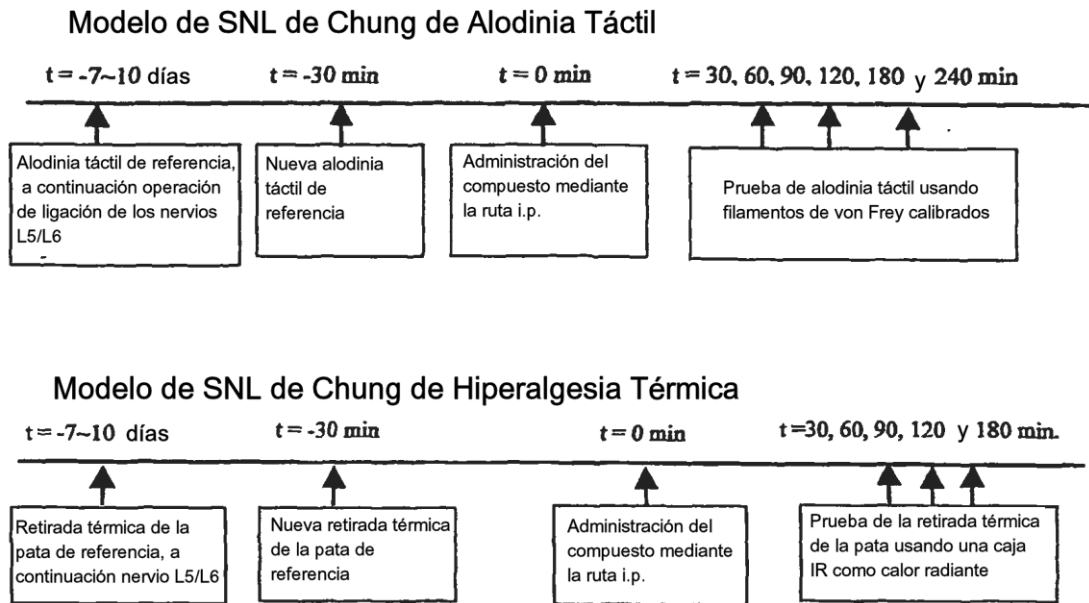 Modelo de SNL de Chung de Alodinia Táctil
t = -7~10 días
t = -30 min
t = 0 min
t = 30, 60, 90, 120, 180 y 240 min
Alodinia táctil de referencia,
a continuación operación
de ligación de los nervios
L5/L6
Nueva alodinia
táctil de
referencia
Administración del
compuesto mediante
la ruta i.p.
Prueba de alodinia táctil usando
filamentos de von Frey calibrados
Modelo de SNL de Chung de Hiperalgesia Térmica
t = -7~10 días
t = -30 min
t = 0 min
t =30, 60, 90, 120 y 180 min.
Retirada térmica de la
pata de referencia, a
continuación nervio L5/L6
Nueva retirada térmica
de la pata de
referencia
Administración del
compuesto mediante
la ruta i.p.
Prueba de la retirada térmica
de la pata usando una caja
IR como calor radiante